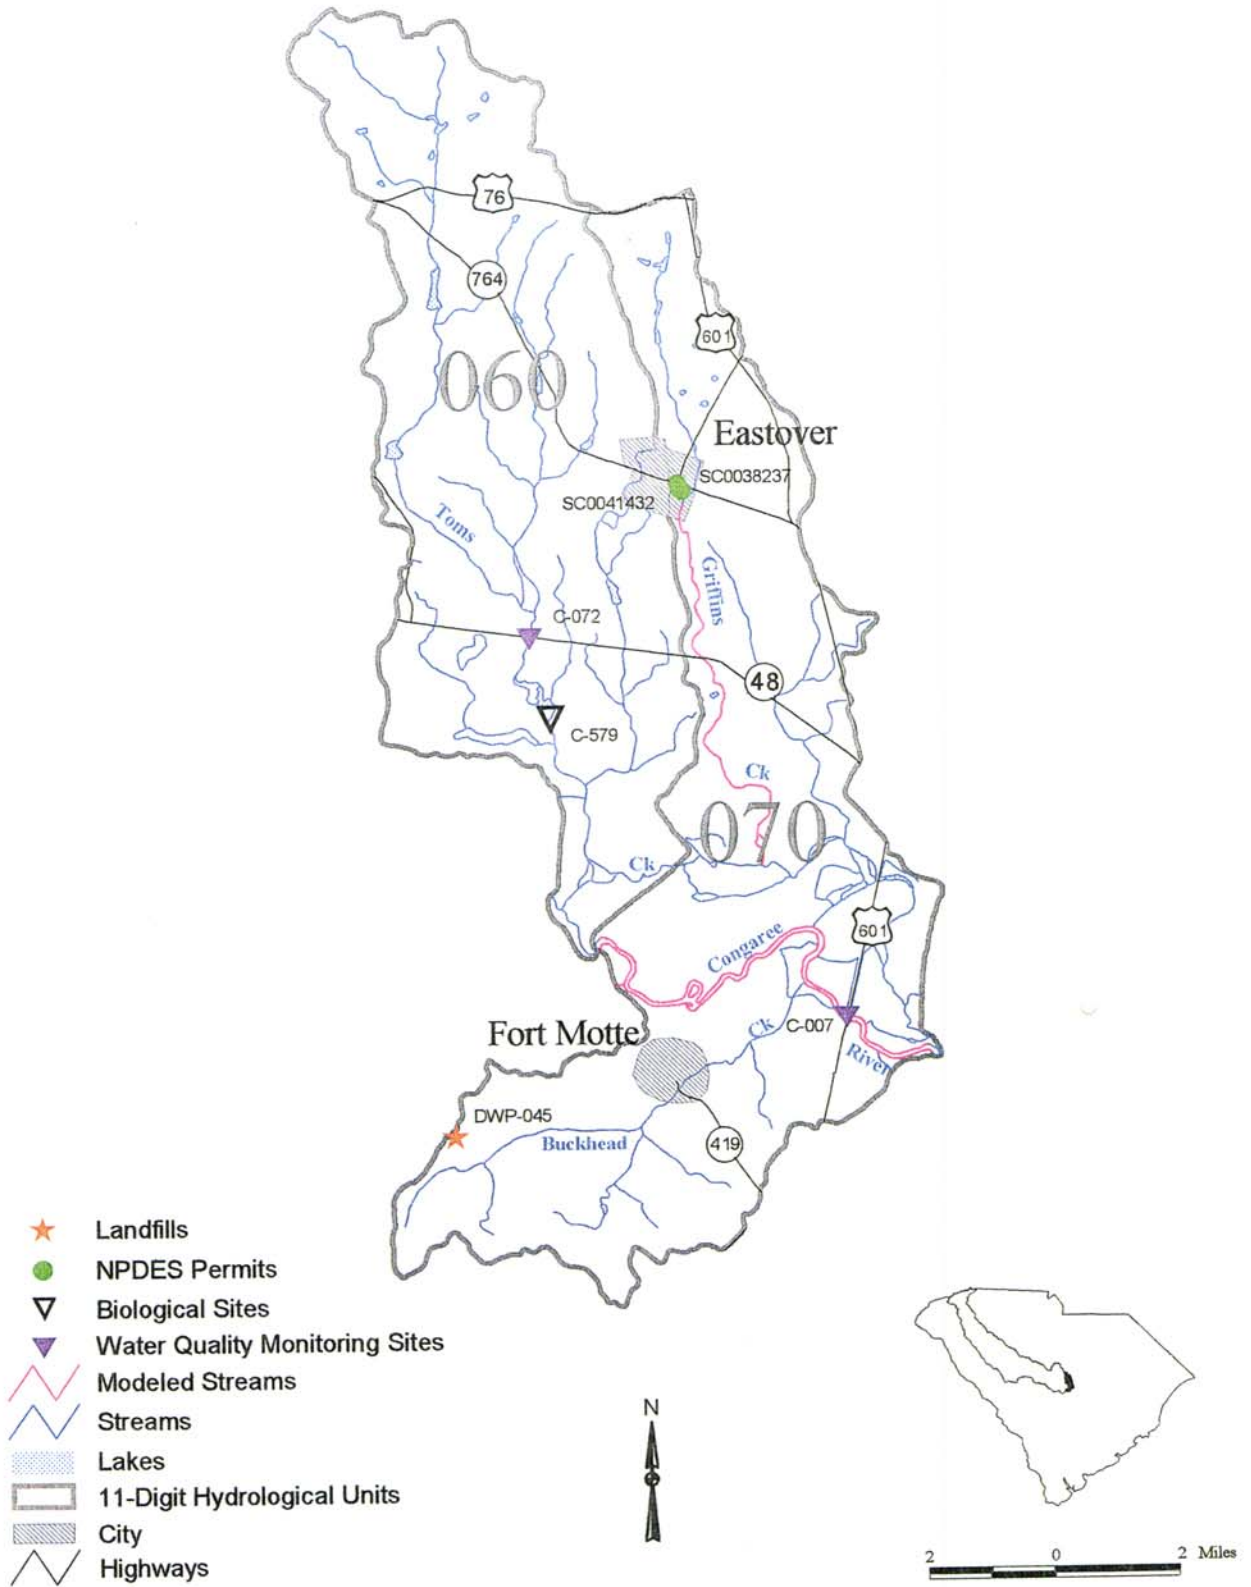 76
764
601
060
Eastover
SC0038237
SC0041432
Toms
Griffins
C-072
48
C-579
Ck
070
Ck
601
Congaree
Fort Motte
Ck
C-007
River
DWP-045
Buckhead
419
Landfills
NPDES Permits
Biological Sites
Water Quality Monitoring Sites
Modeled Streams
Streams
Lakes
11-Digit Hydrological Units
City
Highways
N
2 0 2 Miles